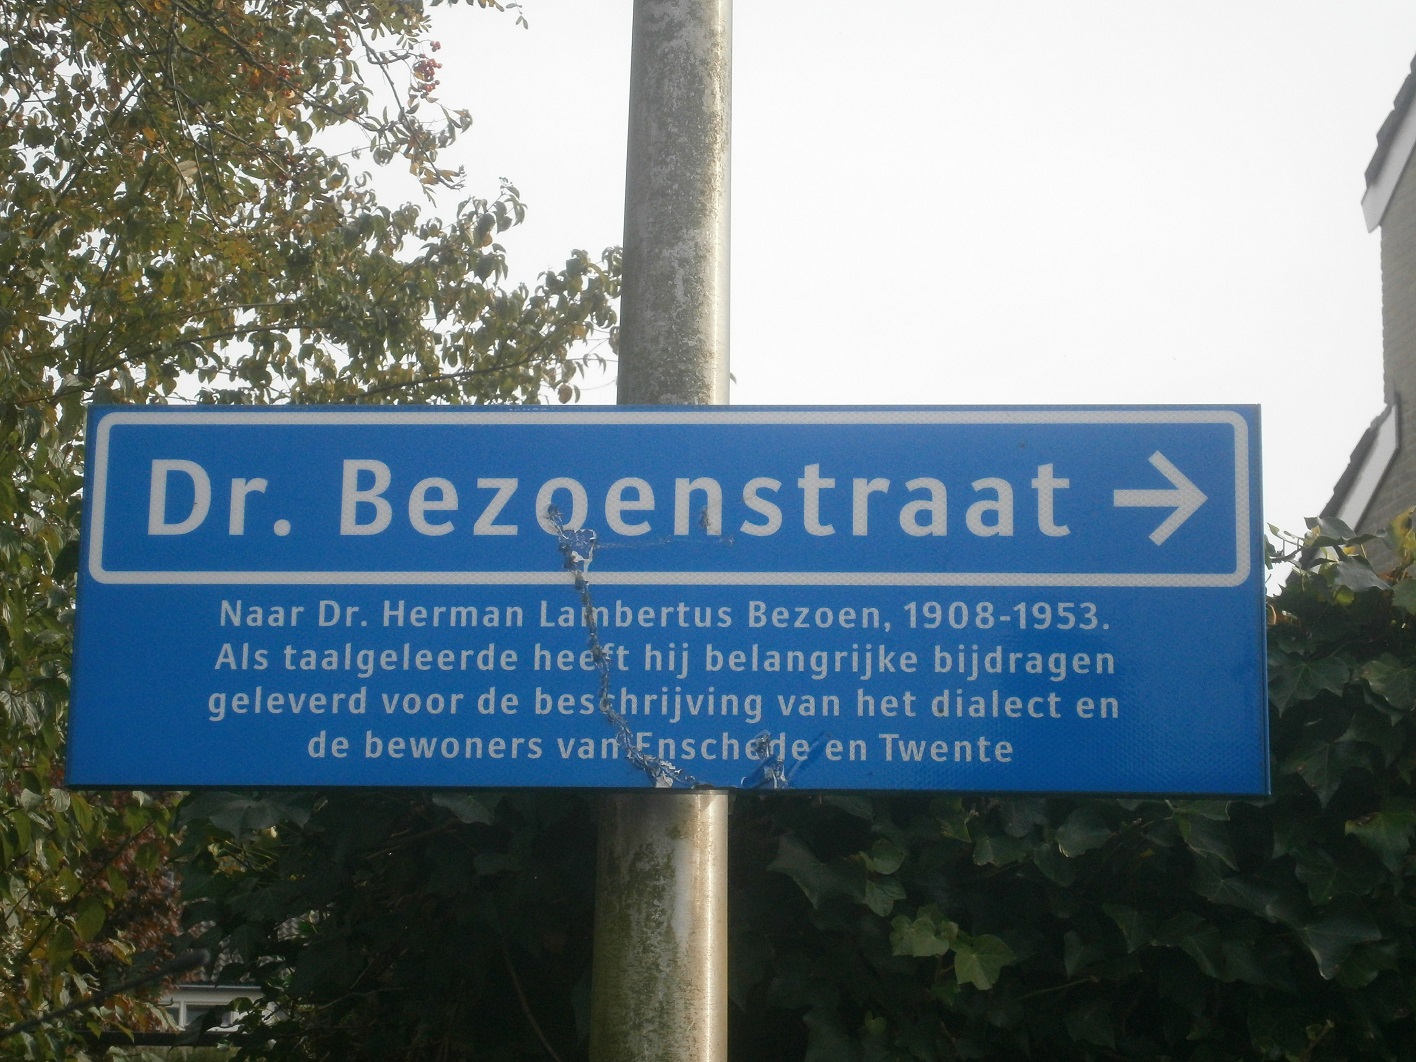 Dr. Bezoenstraat →
Naar Dr. Herman Lambertus Bezoen, 1908-1953.
Als taalgeleerde heeft hij belangrijke bijdragen
geleverd voor de beschrijving van het dialect en
de bewoners van Enschede en Twente